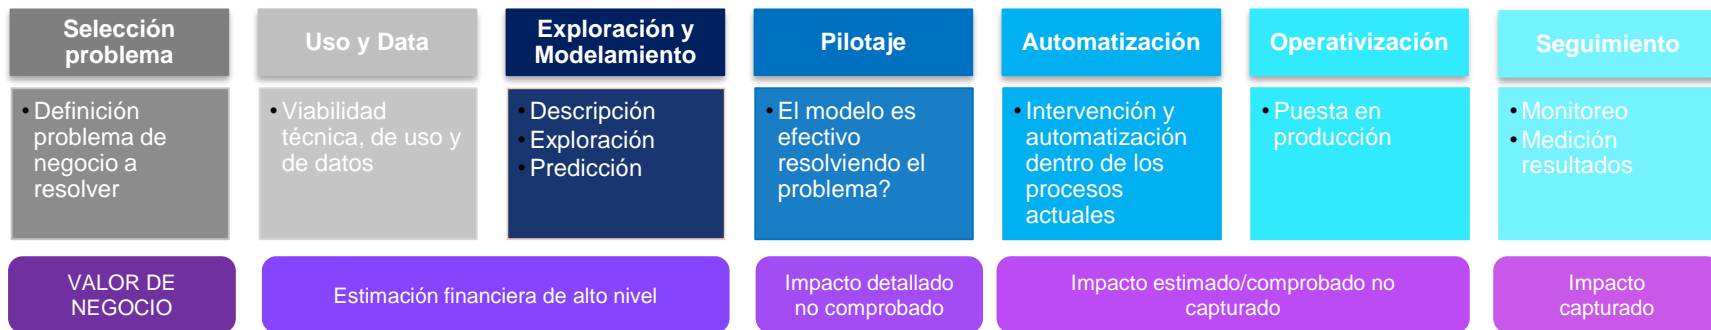 Selección
problema
Uso y Data
Exploración y
Modelamiento
Pilotaje
Automatización
Operativización
Seguimiento
• Definición
problema de
negocio a
resolver
• Viabilidad
técnica, de uso y
de datos
• Descripción
• Exploración
• Predicción
• El modelo es
efectivo
resolviendo el
problema?
• Intervención y
automatización
dentro de los
procesos
actuales
• Puesta en
producción
• Monitoreo
• Medición
resultados
VALOR DE
NEGOCIO
Estimación financiera de alto nivel
Impacto detallado
no comprobado
Impacto estimado/comprobado no
capturado
Impacto
capturado